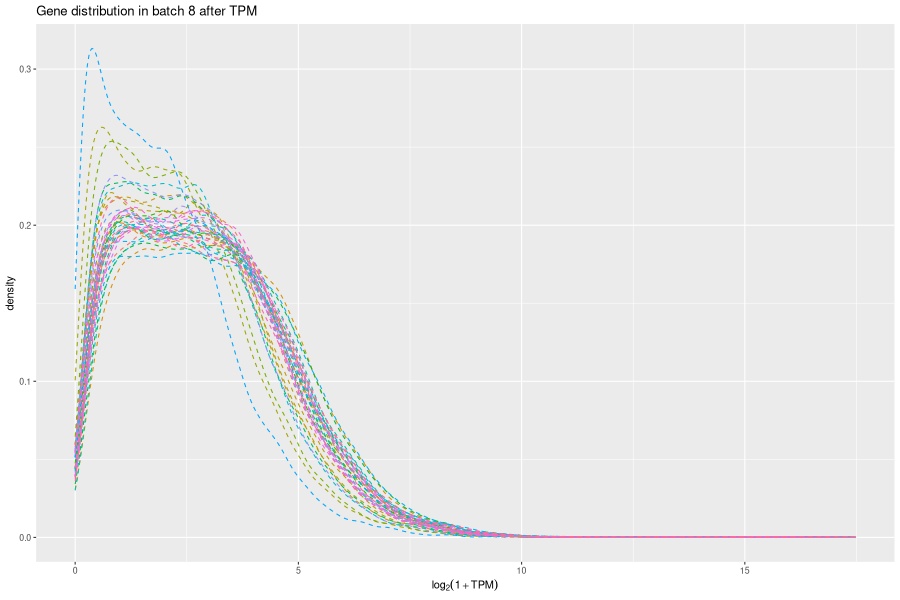 Gene distribution in batch 8 after TPM
0.3
0.2
0.1
0.0
density
0 5 10 15
log₂(1 + TPM)